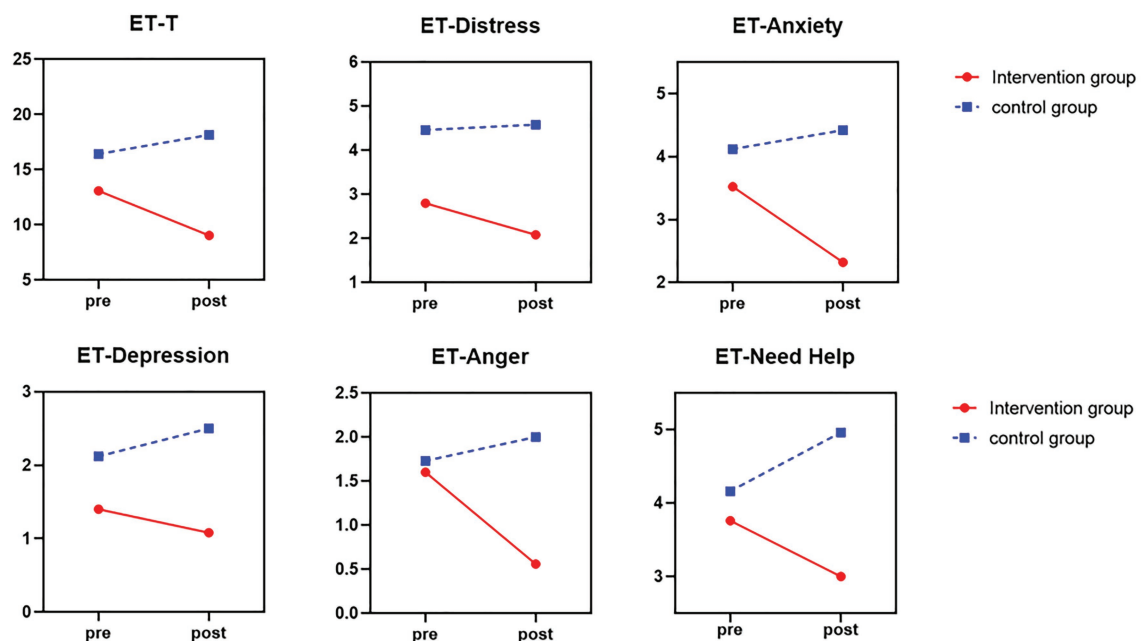 ET-T
25
20
15
10
5
pre post
ET-Distress
6
5
4
3
2
1
pre post
ET-Anxiety
5
4
3
2
pre post
Intervention group
control group
ET-Depression
3
2
1
0
pre post
ET-Anger
2.5
2.0
1.5
1.0
0.5
0.0
pre post
ET-Need Help
5
4
3
pre post
Intervention group
control group